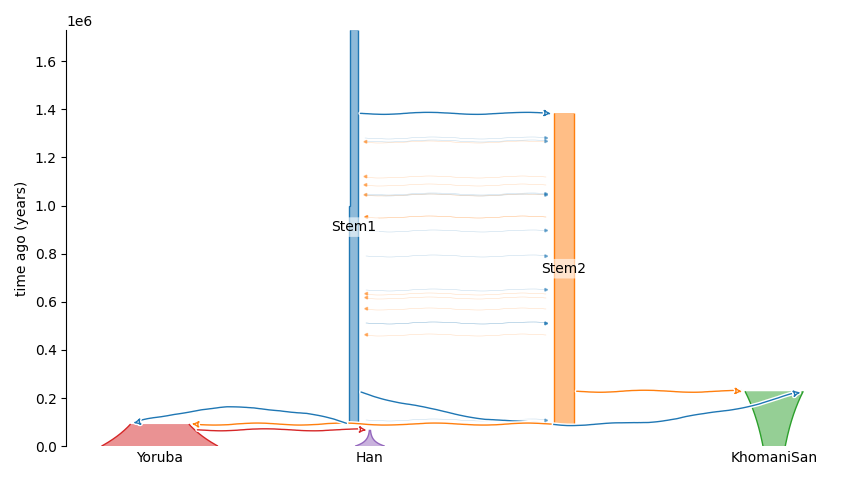 1e6
1.6
1.4
1.2
1.0
0.8
0.6
0.4
0.2
0.0
time ago (years)
Stem1
Stem2
Yoruba
Han
KhomaniSan